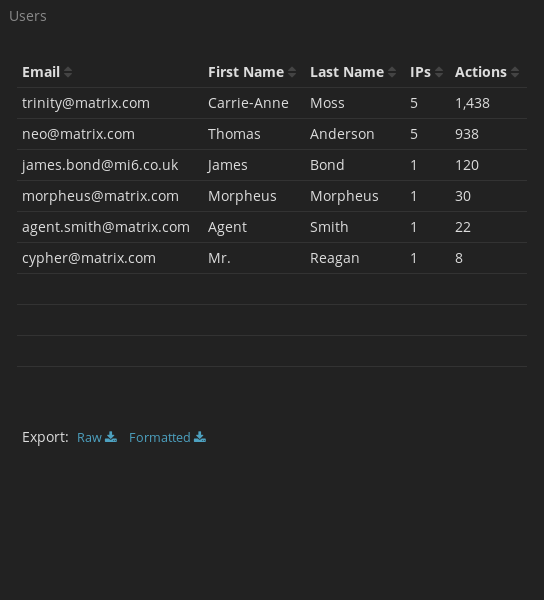 Users
Email First Name Last Name IPs Actions
trinity@matrix.com Carrie-Anne Moss 5 1,438
neo@matrix.com Thomas Anderson 5 938
james.bond@mi6.co.uk James Bond 1 120
morpheus@matrix.com Morpheus Morpheus 1 30
agent.smith@matrix.com Agent Smith 1 22
cypher@matrix.com Mr. Reagan 1 8
Export: Raw Formatted